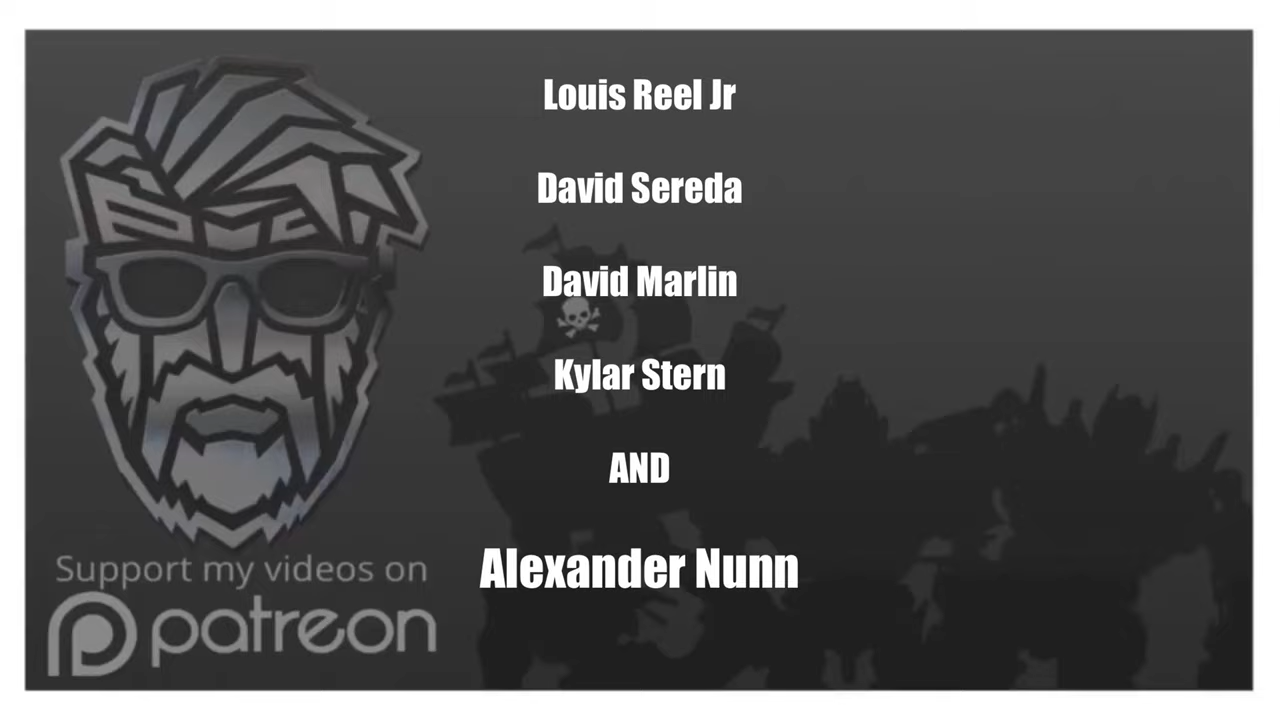 Louis Reel Jr
David Sereda
David Marlin
Kylar Stern
AND
Alexander Nunn
Support my videos on
patreon